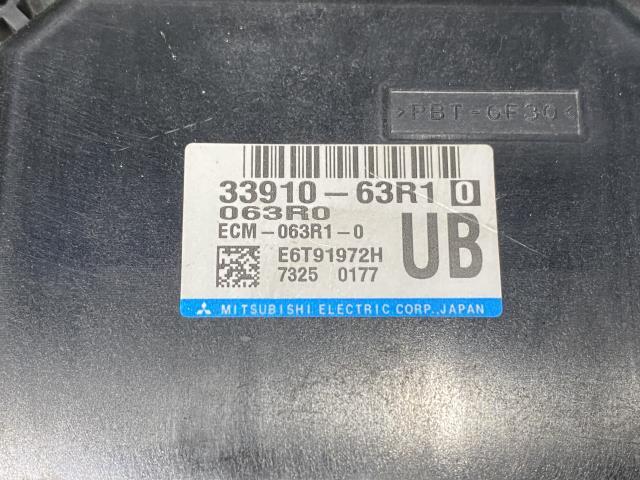 >PBT-GF30<
33910-63R1 0
063R0
ECM-063R1-0
UB
E6T91972H
7325 0177
MITSUBISHI ELECTRIC CORP., JAPAN